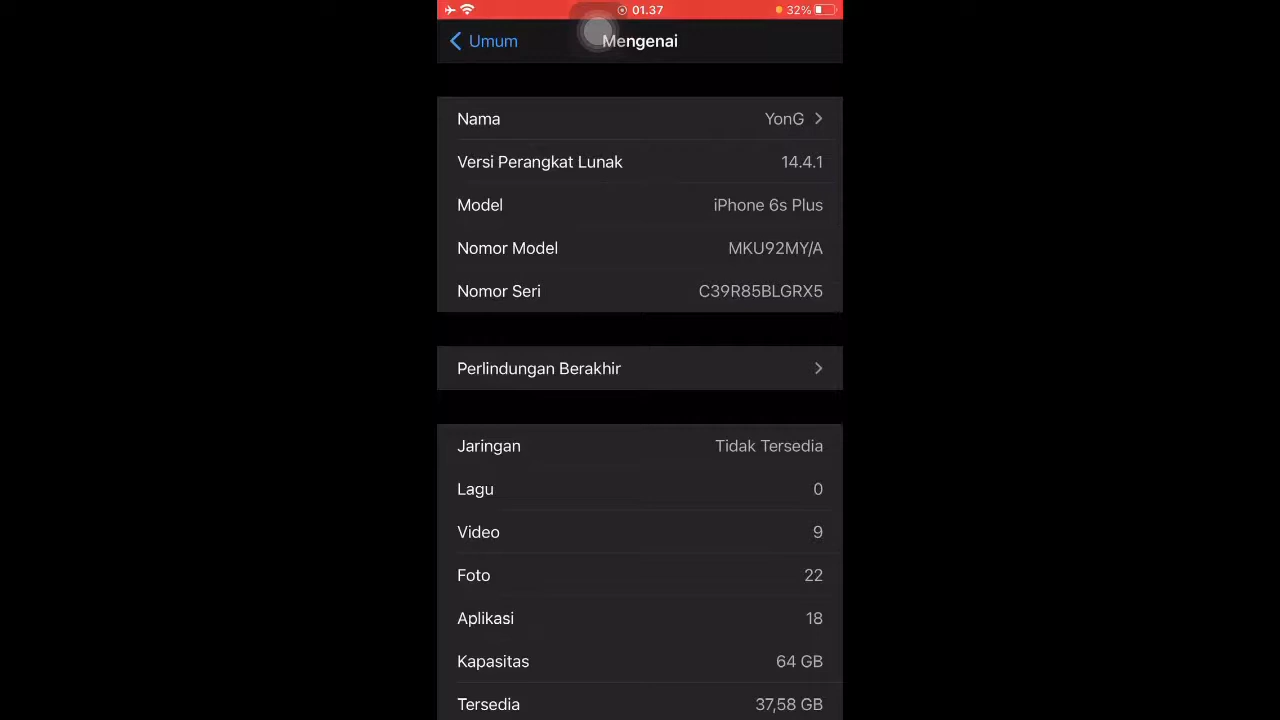 01.37
32%
Umum
Mengenai
Nama YonG
Versi Perangkat Lunak 14.4.1
Model iPhone 6s Plus
Nomor Model MKU92MY/A
Nomor Seri C39R85BLGRX5
Perlindungan Berakhir
Jaringan Tidak Tersedia
Lagu 0
Video 9
Foto 22
Aplikasi 18
Kapasitas 64 GB
Tersedia 37,58 GB